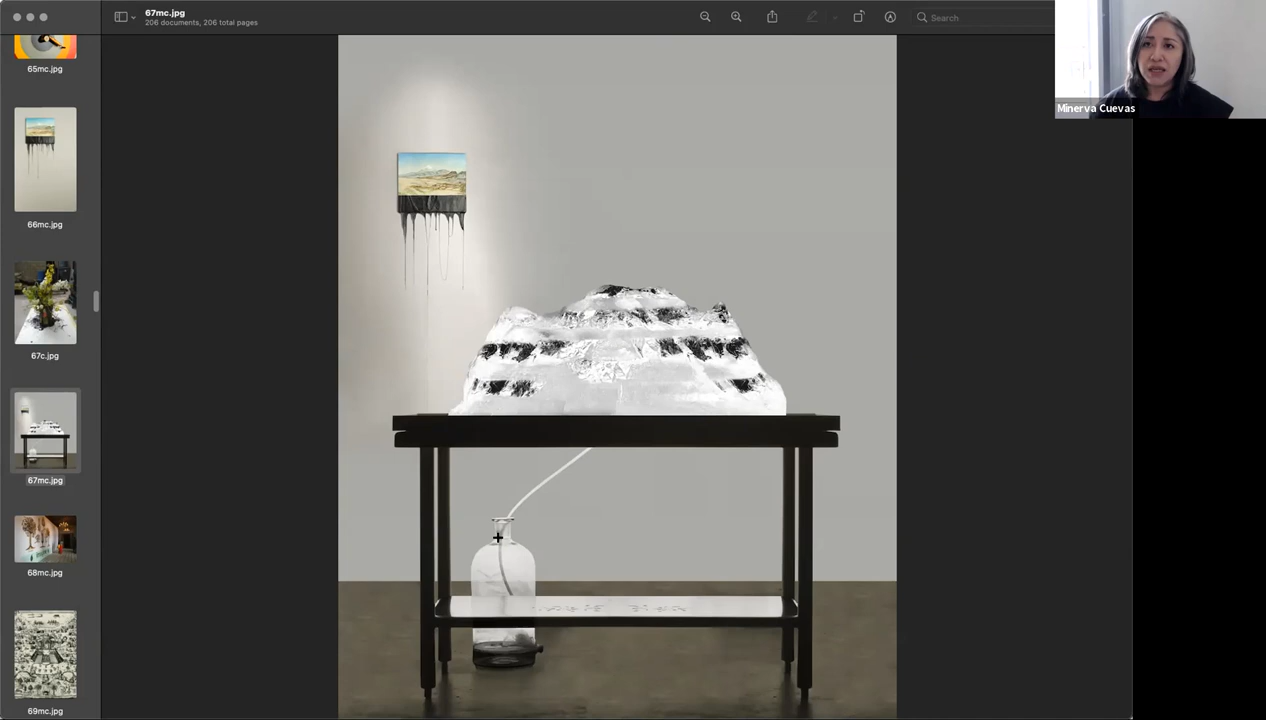 67mc.jpg
206 documents, 206 total pages
Search
Minerva Cuevas
65mc.jpg
66mc.jpg
67c.jpg
67mc.jpg
68mc.jpg
69mc.jpg